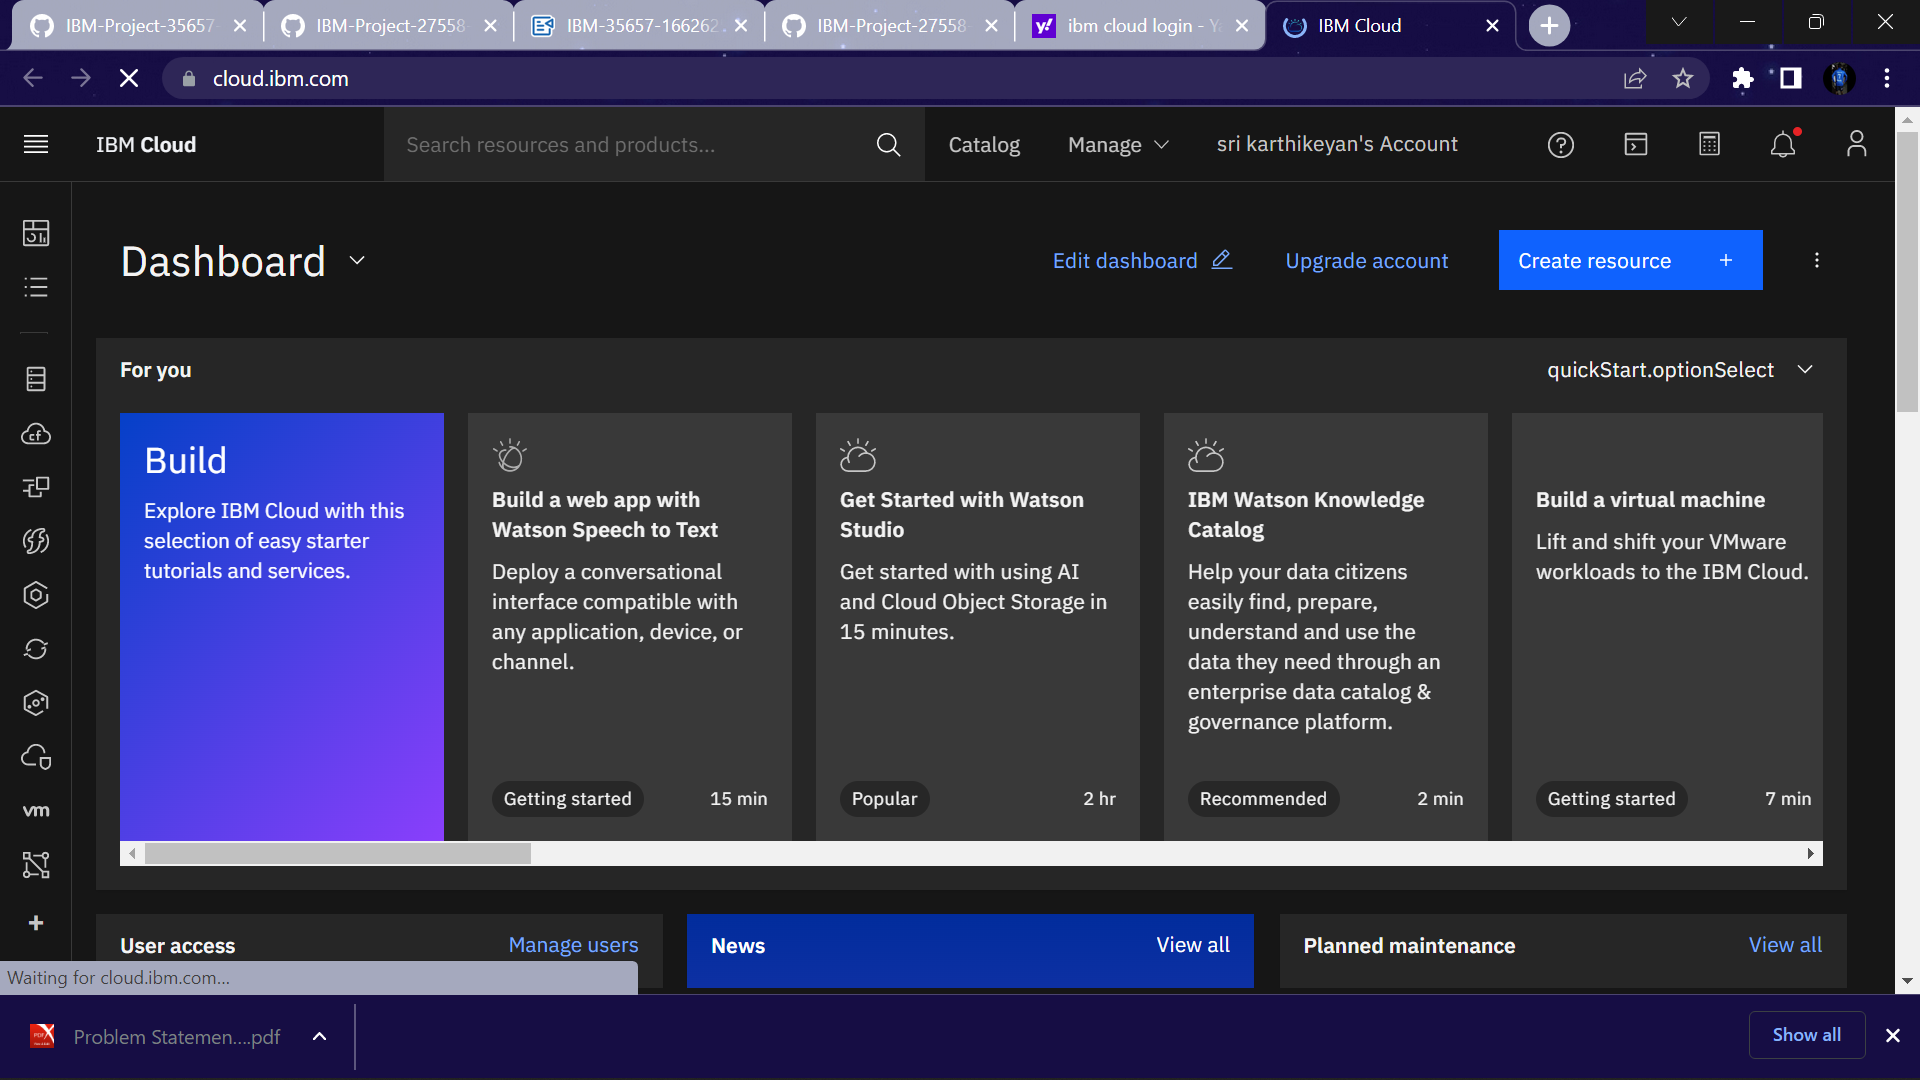 IBM-Project-35657-
IBM-Project-27558
IBM-35657-166262.
IBM-Project-27558-
ibm cloud login - Ya
IBM Cloud
cloud.ibm.com
IBM Cloud
Search resources and products...
Catalog
Manage
sri karthikeyan's Account
Dashboard
Edit dashboard
Upgrade account
Create resource +
For you
quickStart.optionSelect
Build
Explore IBM Cloud with this
selection of easy starter
tutorials and services.
Build a web app with
Watson Speech to Text
Deploy a conversational
interface compatible with
any application, device, or
channel.
Getting started
15 min
Get Started with Watson
Studio
Get started with using AI
and Cloud Object Storage in
15 minutes.
Popular
2 hr
IBM Watson Knowledge
Catalog
Help your data citizens
easily find, prepare,
understand and use the
data they need through an
enterprise data catalog &
governance platform.
Recommended
2 min
Build a virtual machine
Lift and shift your VMware
workloads to the IBM Cloud.
Getting started
7 min
cf
vm
User access
Manage users
News
View all
Planned maintenance
View all
Waiting for cloud.ibm.com...
Problem Statemen....pdf
Show all